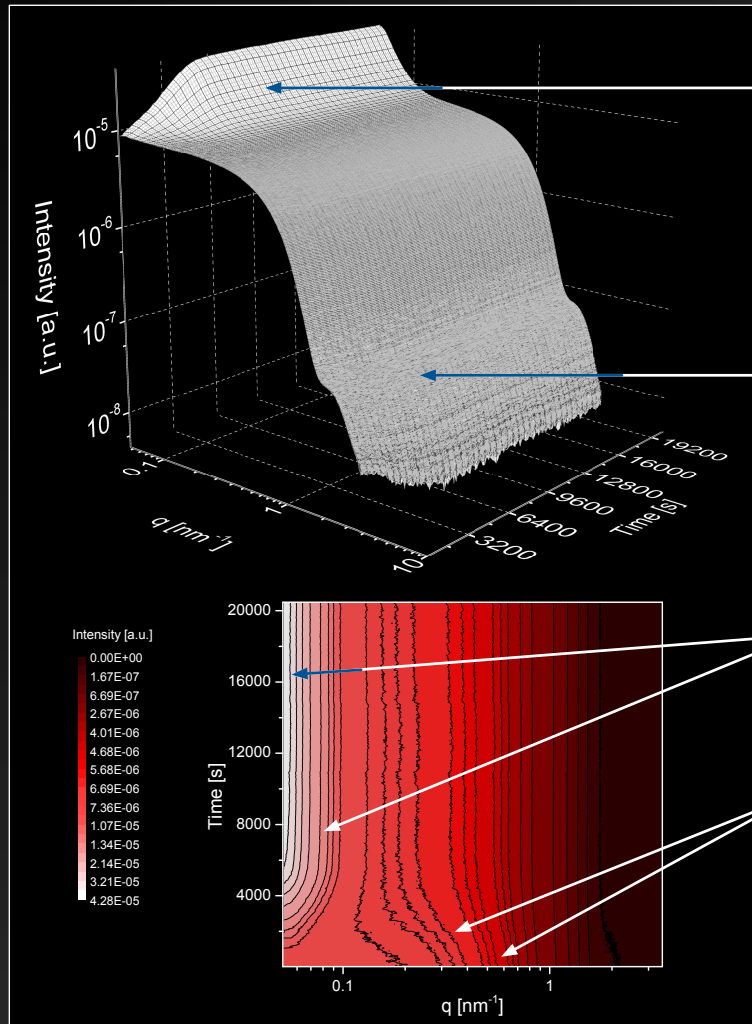 10^-5
10^-6
10^-7
10^-8
Intensity [a.u.]
0.1
1
10
q [nm^-1]
3200
6400
9600
12800
16000
19200
Time [s]
Intensity [a.u.]
0.00E+00
1.67E-07
6.69E-07
2.67E-06
4.01E-06
4.68E-06
5.68E-06
6.69E-06
7.36E-06
1.07E-05
1.34E-05
2.14E-05
3.21E-05
4.28E-05
20000
16000
12000
8000
4000
Time [s]
0.1
1
q [nm^-1]